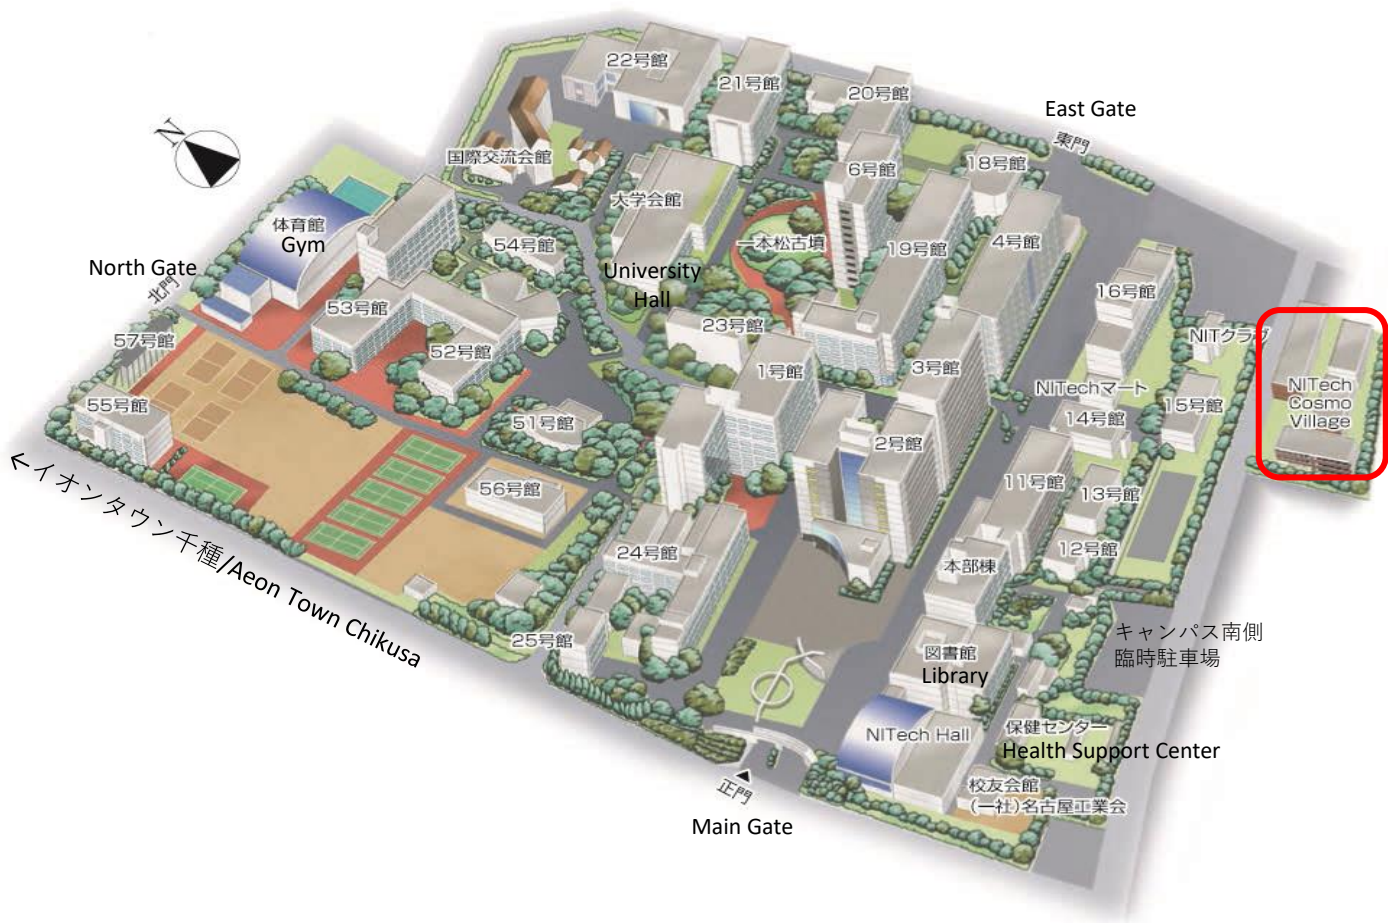 22号館
21号館
20号館
East Gate
東門
N
国際交流会館
大学会館
University
Hall
6号館
18号館
体育館
Gym
54号館
一本松古墳
19号館
4号館
North Gate
北門
16号館
57号館
53号館
52号館
23号館
1号館
3号館
NITクラブ
NITechマート
NITech
Cosmo
Village
55号館
51号館
2号館
14号館
15号館
←イオンタウン千種/Aeon Town Chikusa
56号館
11号館
13号館
24号館
本部棟
12号館
25号館
図書館
Library
キャンパス南側
臨時駐車場
NITech Hall
保健センター
Health Support Center
正門
Main Gate
校友会館
(一社)名古屋工業会